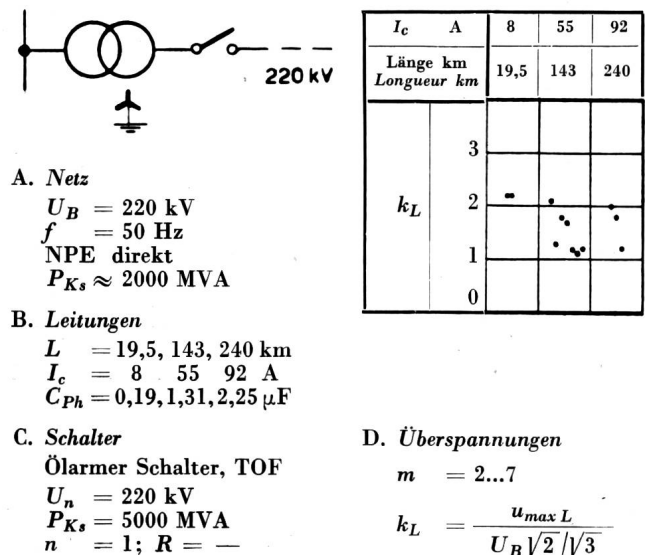 220 kV
I_c A 8 55 92
Länge km
Longueur km 19,5 143 240
3
k_L 2
1
0
A. Netz
U_B = 220 kV
f = 50 Hz
NPE direkt
P_Ks ≈ 2000 MVA
B. Leitungen
L = 19,5, 143, 240 km
I_c = 8 55 92 A
C_Ph = 0,19, 1,31, 2,25 µF
C. Schalter
Ölarmer Schalter, TOF
U_n = 220 kV
P_Ks = 5000 MVA
n = 1; R = —
D. Überspannungen
m = 2...7
k_L = u_max L / U_B √2 / √3